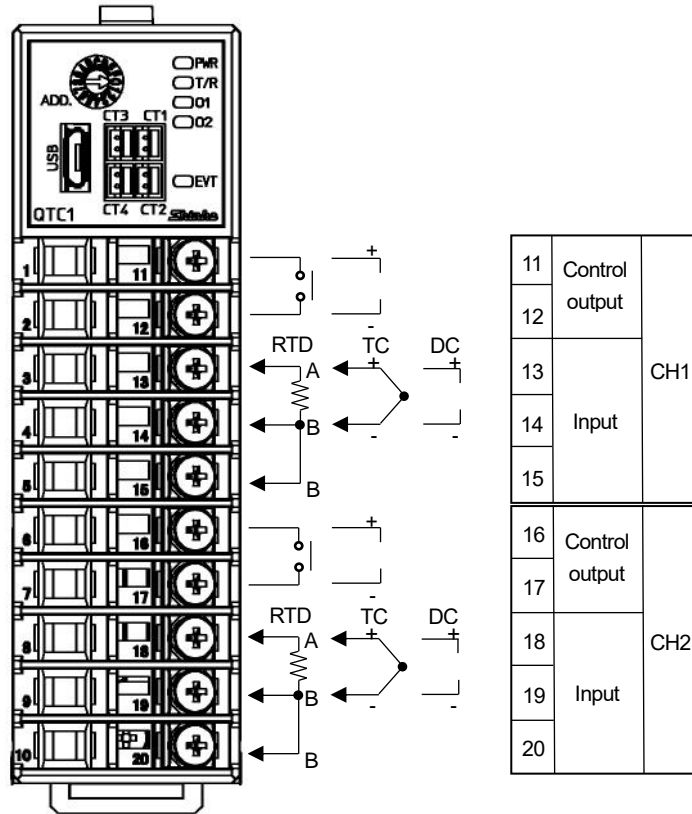 PWR
T/R
ADD.
O1
O2
CT3 CT1
USB
EVT
QTC1
CT4 CT2
Shinko
1 11
2 12
3 13
4 14
5 15
6 16
7 17
8 18
9 19
10 20
+
-
RTD TC DC
A + +
B - -
B
+
-
RTD TC DC
A + +
B - -
B
11 Control output CH1
12
13 Input
14
15
16 Control output CH2
17
18 Input
19
20